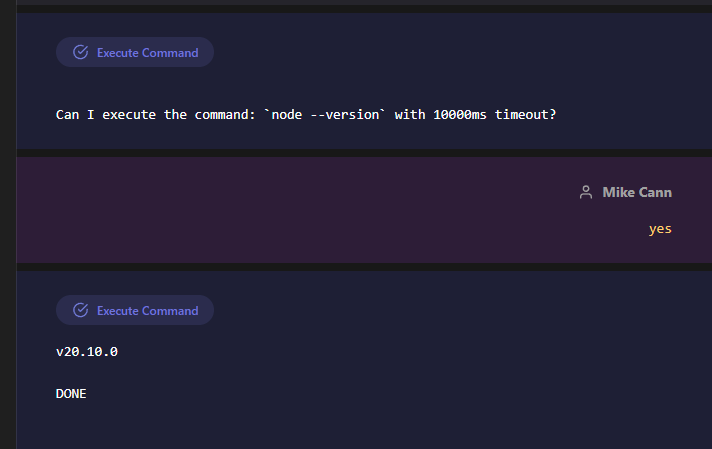 Execute Command
Can I execute the command: `node --version` with 10000ms timeout?
Mike Cann
yes
Execute Command
v20.10.0
DONE